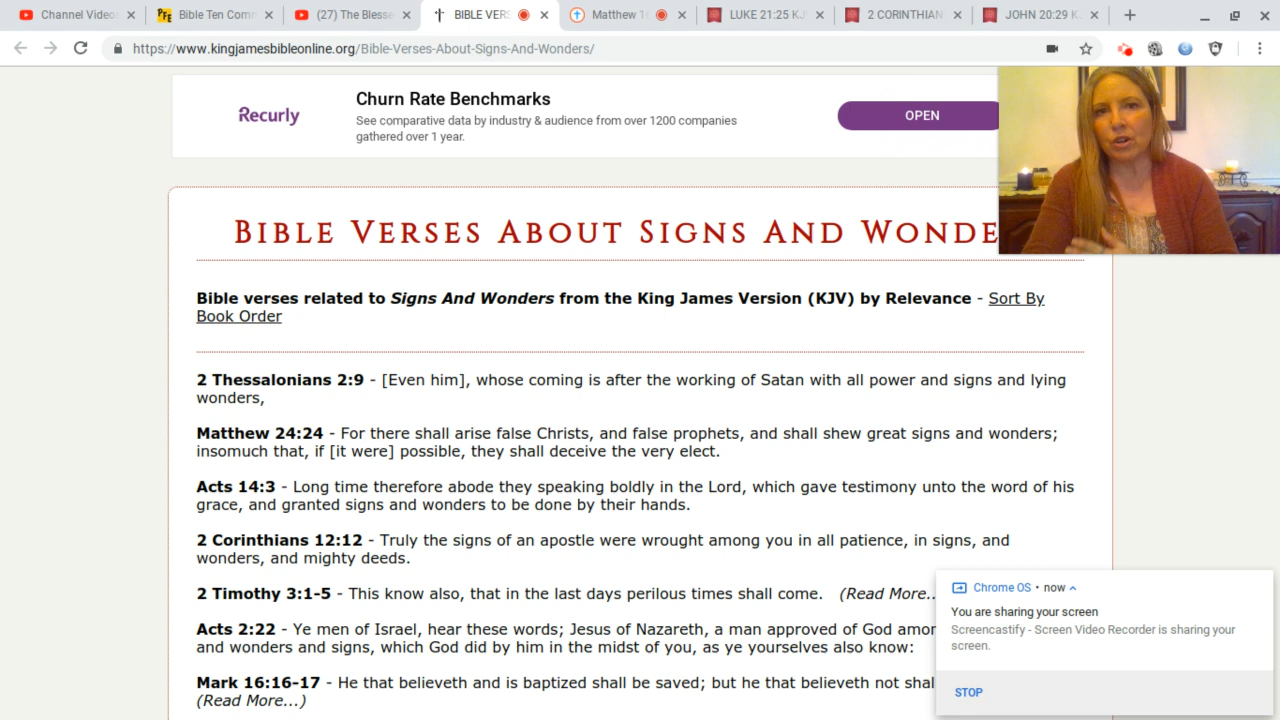 Channel Video
Bible Ten Comm
(27) The Blesse
BIBLE VERS
Matthew 1
LUKE 21:25 KJ
2 CORINTHIAN
JOHN 20:29 K
https://www.kingjamesbibleonline.org/Bible-Verses-About-Signs-And-Wonders/
Recurly
Churn Rate Benchmarks
See comparative data by industry & audience from over 1200 companies
gathered over 1 year.
OPEN
BIBLE VERSES ABOUT SIGNS AND WONDE
Bible verses related to Signs And Wonders from the King James Version (KJV) by Relevance - Sort By
Book Order
2 Thessalonians 2:9 - [Even him], whose coming is after the working of Satan with all power and signs and lying
wonders,
Matthew 24:24 - For there shall arise false Christs, and false prophets, and shall shew great signs and wonders;
insomuch that, if [it were] possible, they shall deceive the very elect.
Acts 14:3 - Long time therefore abode they speaking boldly in the Lord, which gave testimony unto the word of his
grace, and granted signs and wonders to be done by their hands.
2 Corinthians 12:12 - Truly the signs of an apostle were wrought among you in all patience, in signs, and
wonders, and mighty deeds.
2 Timothy 3:1-5 - This know also, that in the last days perilous times shall come. (Read More..
Acts 2:22 - Ye men of Israel, hear these words; Jesus of Nazareth, a man approved of God amon
and wonders and signs, which God did by him in the midst of you, as ye yourselves also know:
Mark 16:16-17 - He that believeth and is baptized shall be saved; but he that believeth not shal
(Read More...)
Chrome OS • now
You are sharing your screen
Screencastify - Screen Video Recorder is sharing your
screen.
STOP